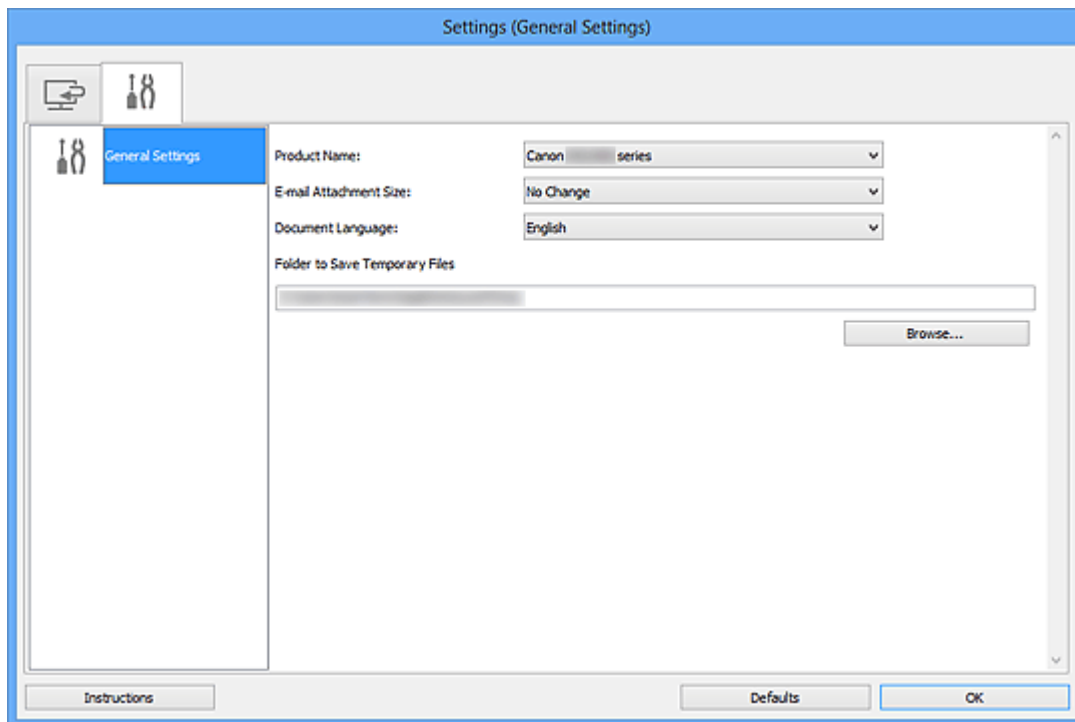 Settings (General Settings)
General Settings
Product Name:
Canon series
E-mail Attachment Size:
No Change
Document Language:
English
Folder to Save Temporary Files
Browse...
Instructions
Defaults
OK